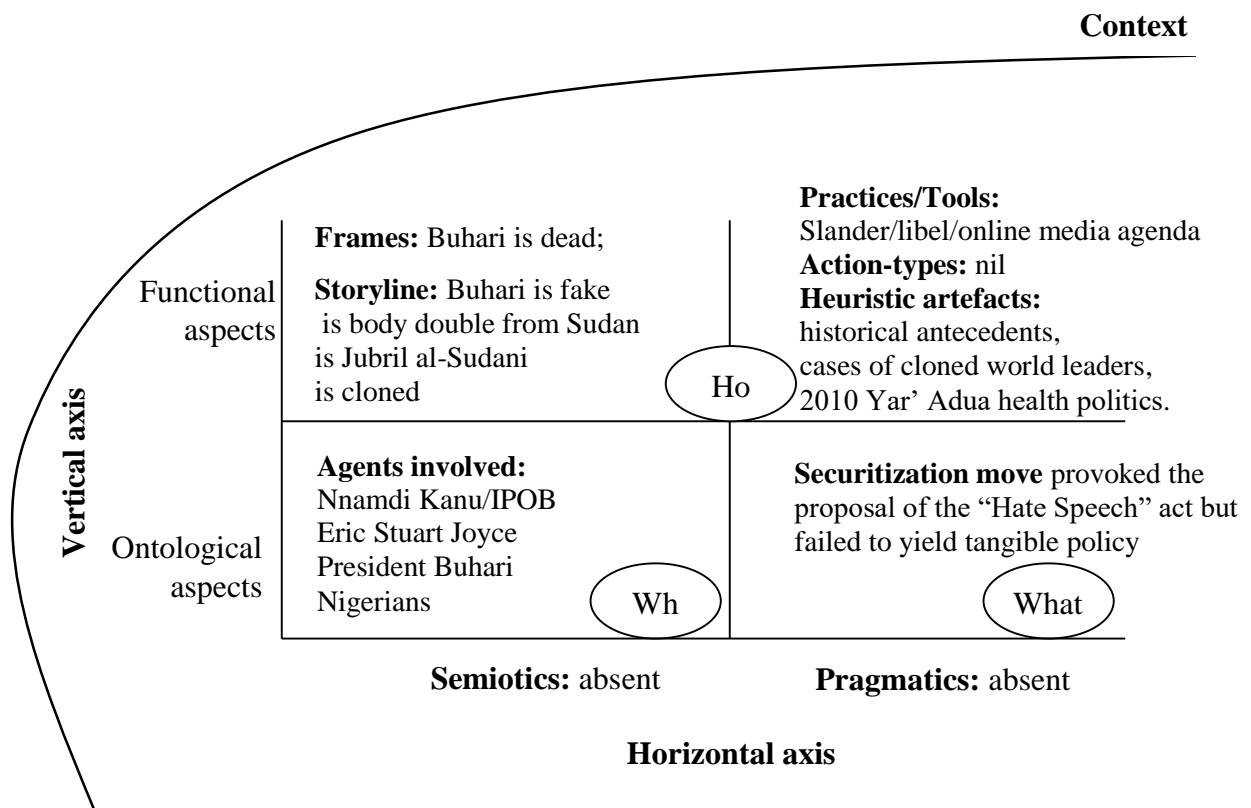 Context
Practices/Tools:
Slander/libel/online media agenda
Action-types: nil
Heuristic artefacts:
historical antecedents,
cases of cloned world leaders,
2010 Yar’ Adua health politics.
Frames: Buhari is dead;
Storyline: Buhari is fake
is body double from Sudan
is Jubril al-Sudani
is cloned
Functional
aspects
Ho
Vertical axis
Ontological
aspects
Agents involved:
Nnamdi Kanu/IPOB
Eric Stuart Joyce
President Buhari
Nigerians
Wh
Securitization move provoked the
proposal of the “Hate Speech” act but
failed to yield tangible policy
What
Semiotics: absent
Pragmatics: absent
Horizontal axis